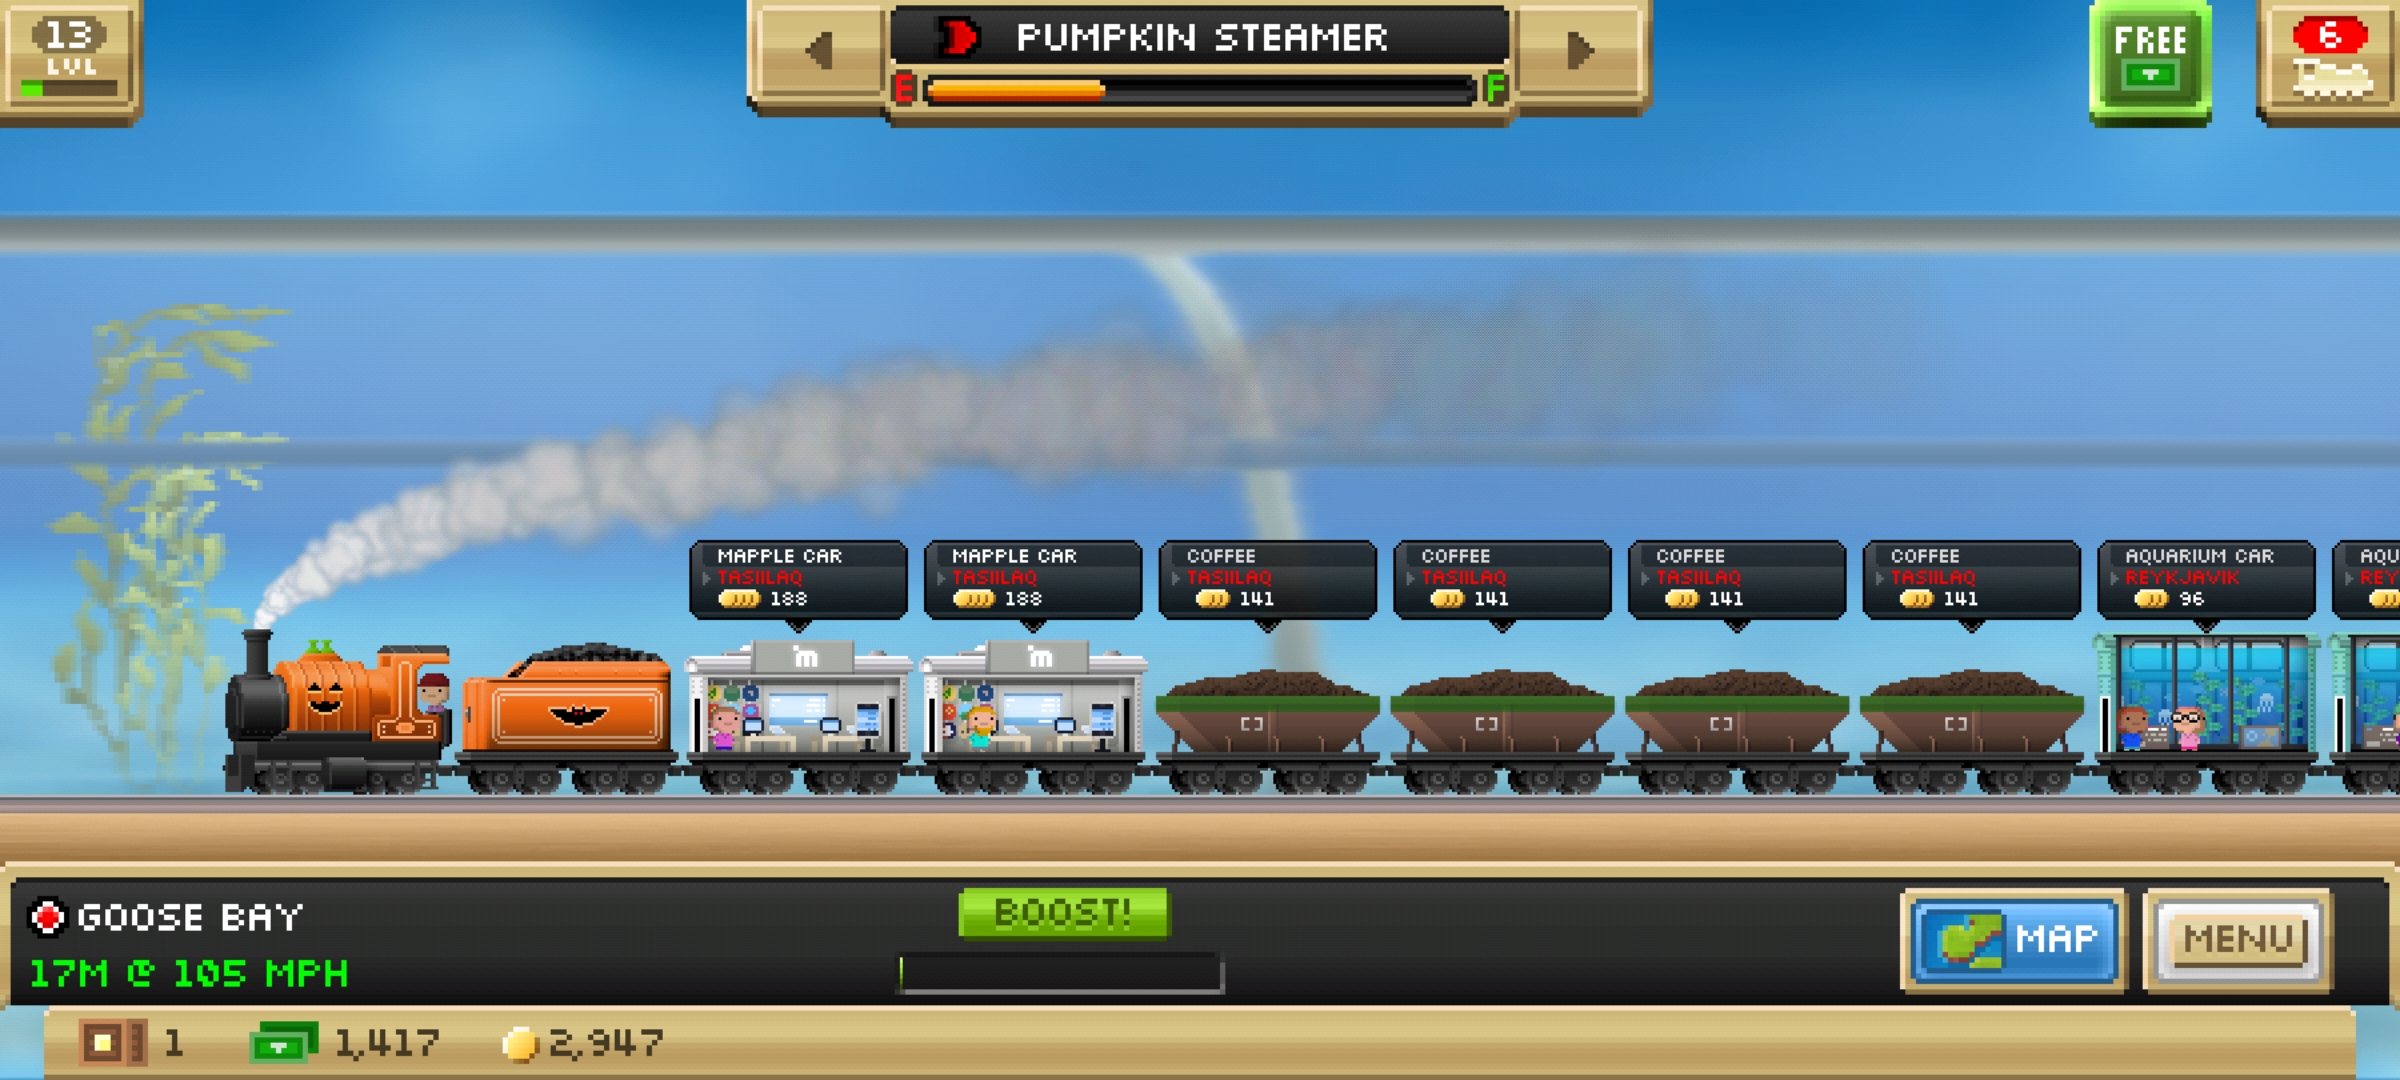 13
LVL
PUMPKIN STEAMER
E
F
FREE
6
MAPPLE CAR
TASIILAQ
188
MAPPLE CAR
TASIILAQ
188
COFFEE
TASIILAQ
141
COFFEE
TASIILAQ
141
COFFEE
TASIILAQ
141
COFFEE
TASIILAQ
141
AQUARIUM CAR
REYKJAVIK
96
AQU
REY
m
m
GOOSE BAY
17M @ 105 MPH
BOOST!
MAP
MENU
1
1,417
2,947